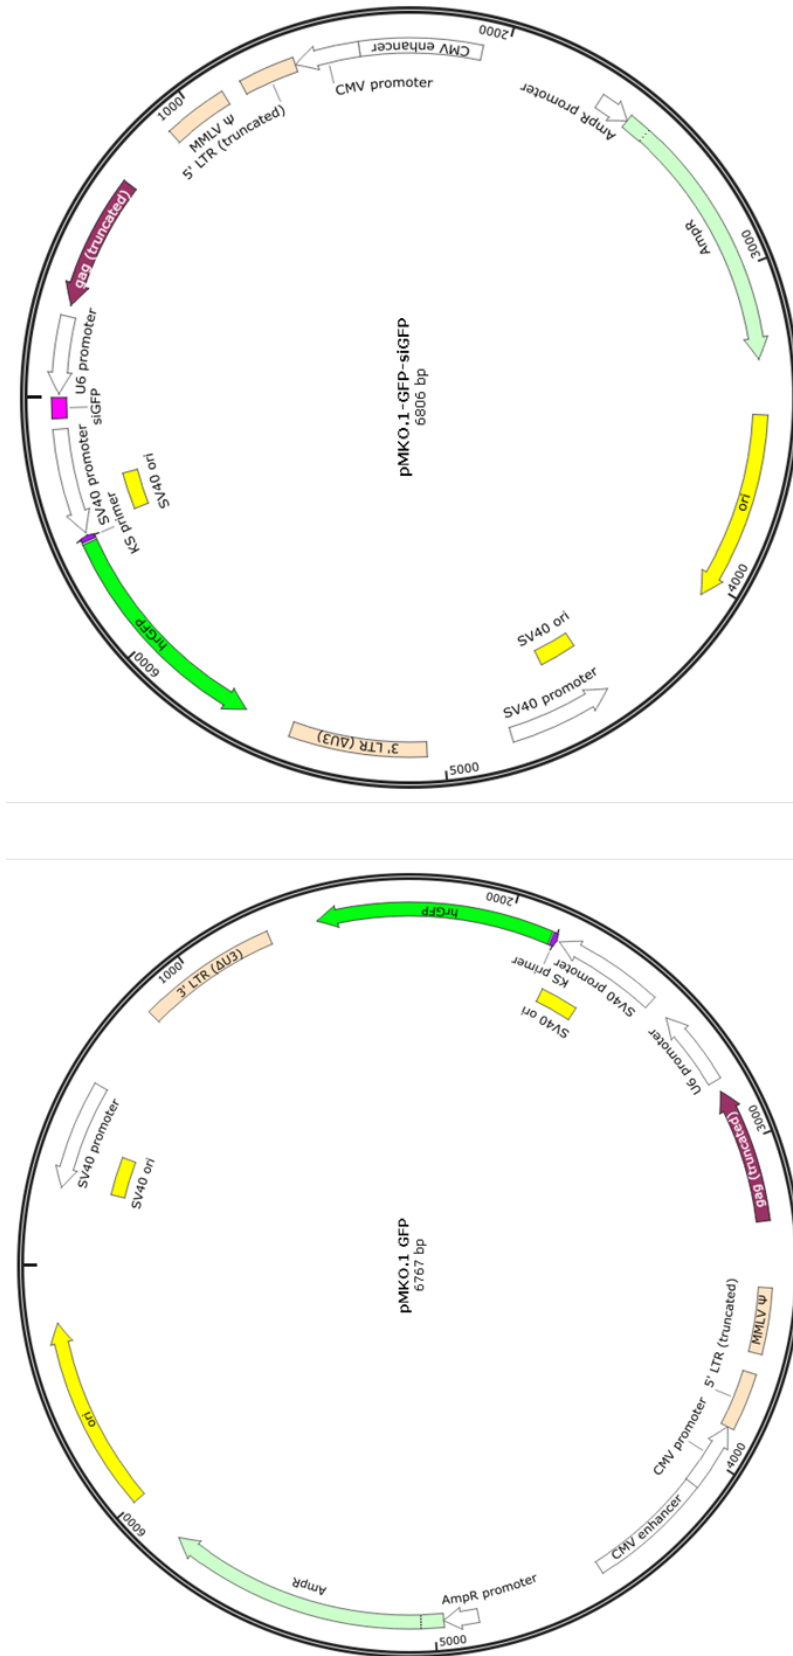 2000
CMV enhancer
CMV promoter
AmpR promoter
1000
MMLV Ψ
5' LTR (truncated)
AmpR
3000
gag (truncated)
U6 promoter
siGFP
pMKO.1-GFP-siGFP
6806 bp
SV40 promoter
SV40 ori
KS primer
ori
hrGFP
4000
6000
SV40 ori
SV40 promoter
3' LTR (ΔU3)
5000
2000
hrGFP
1000
3' LTR (ΔU3)
KS primer
SV40 promoter
SV40 ori
U6 promoter
3000
gag (truncated)
SV40 promoter
SV40 ori
pMKO.1 GFP
6767 bp
MMLV Ψ
5' LTR (truncated)
CMV promoter
4000
ori
CMV enhancer
6000
AmpR
AmpR promoter
5000